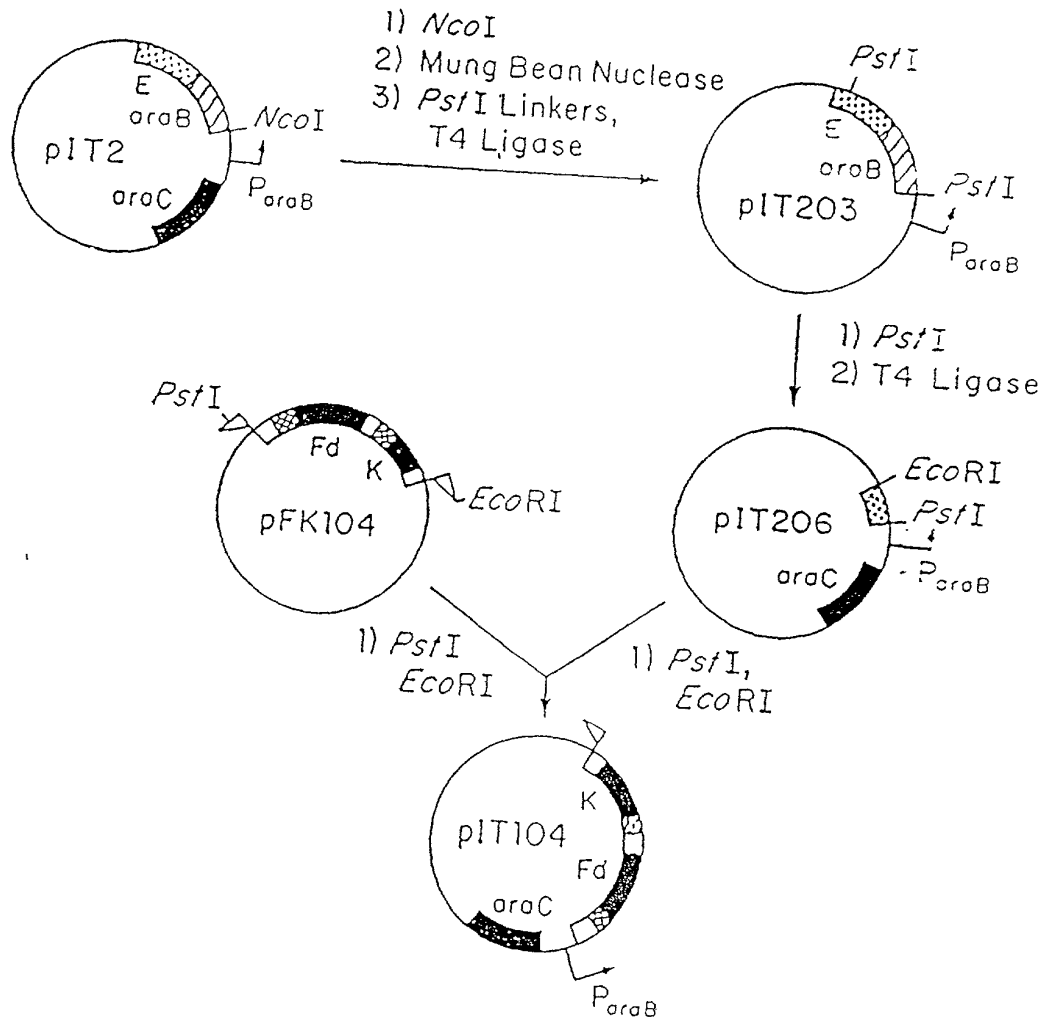 1) NcoI
2) Mung Bean Nuclease
3) PstI Linkers,
T4 Ligase
E
araB
NcoI
pIT2
araC
ParaB
PstI
E
araB
PstI
pIT203
ParaB
1) PstI
2) T4 Ligase
PstI
Fd
K
EcoRI
pFK104
EcoRI
PstI
pIT206
araC
ParaB
1) PstI
EcoRI
1) PstI,
EcoRI
K
pIT104
Fd
araC
ParaB